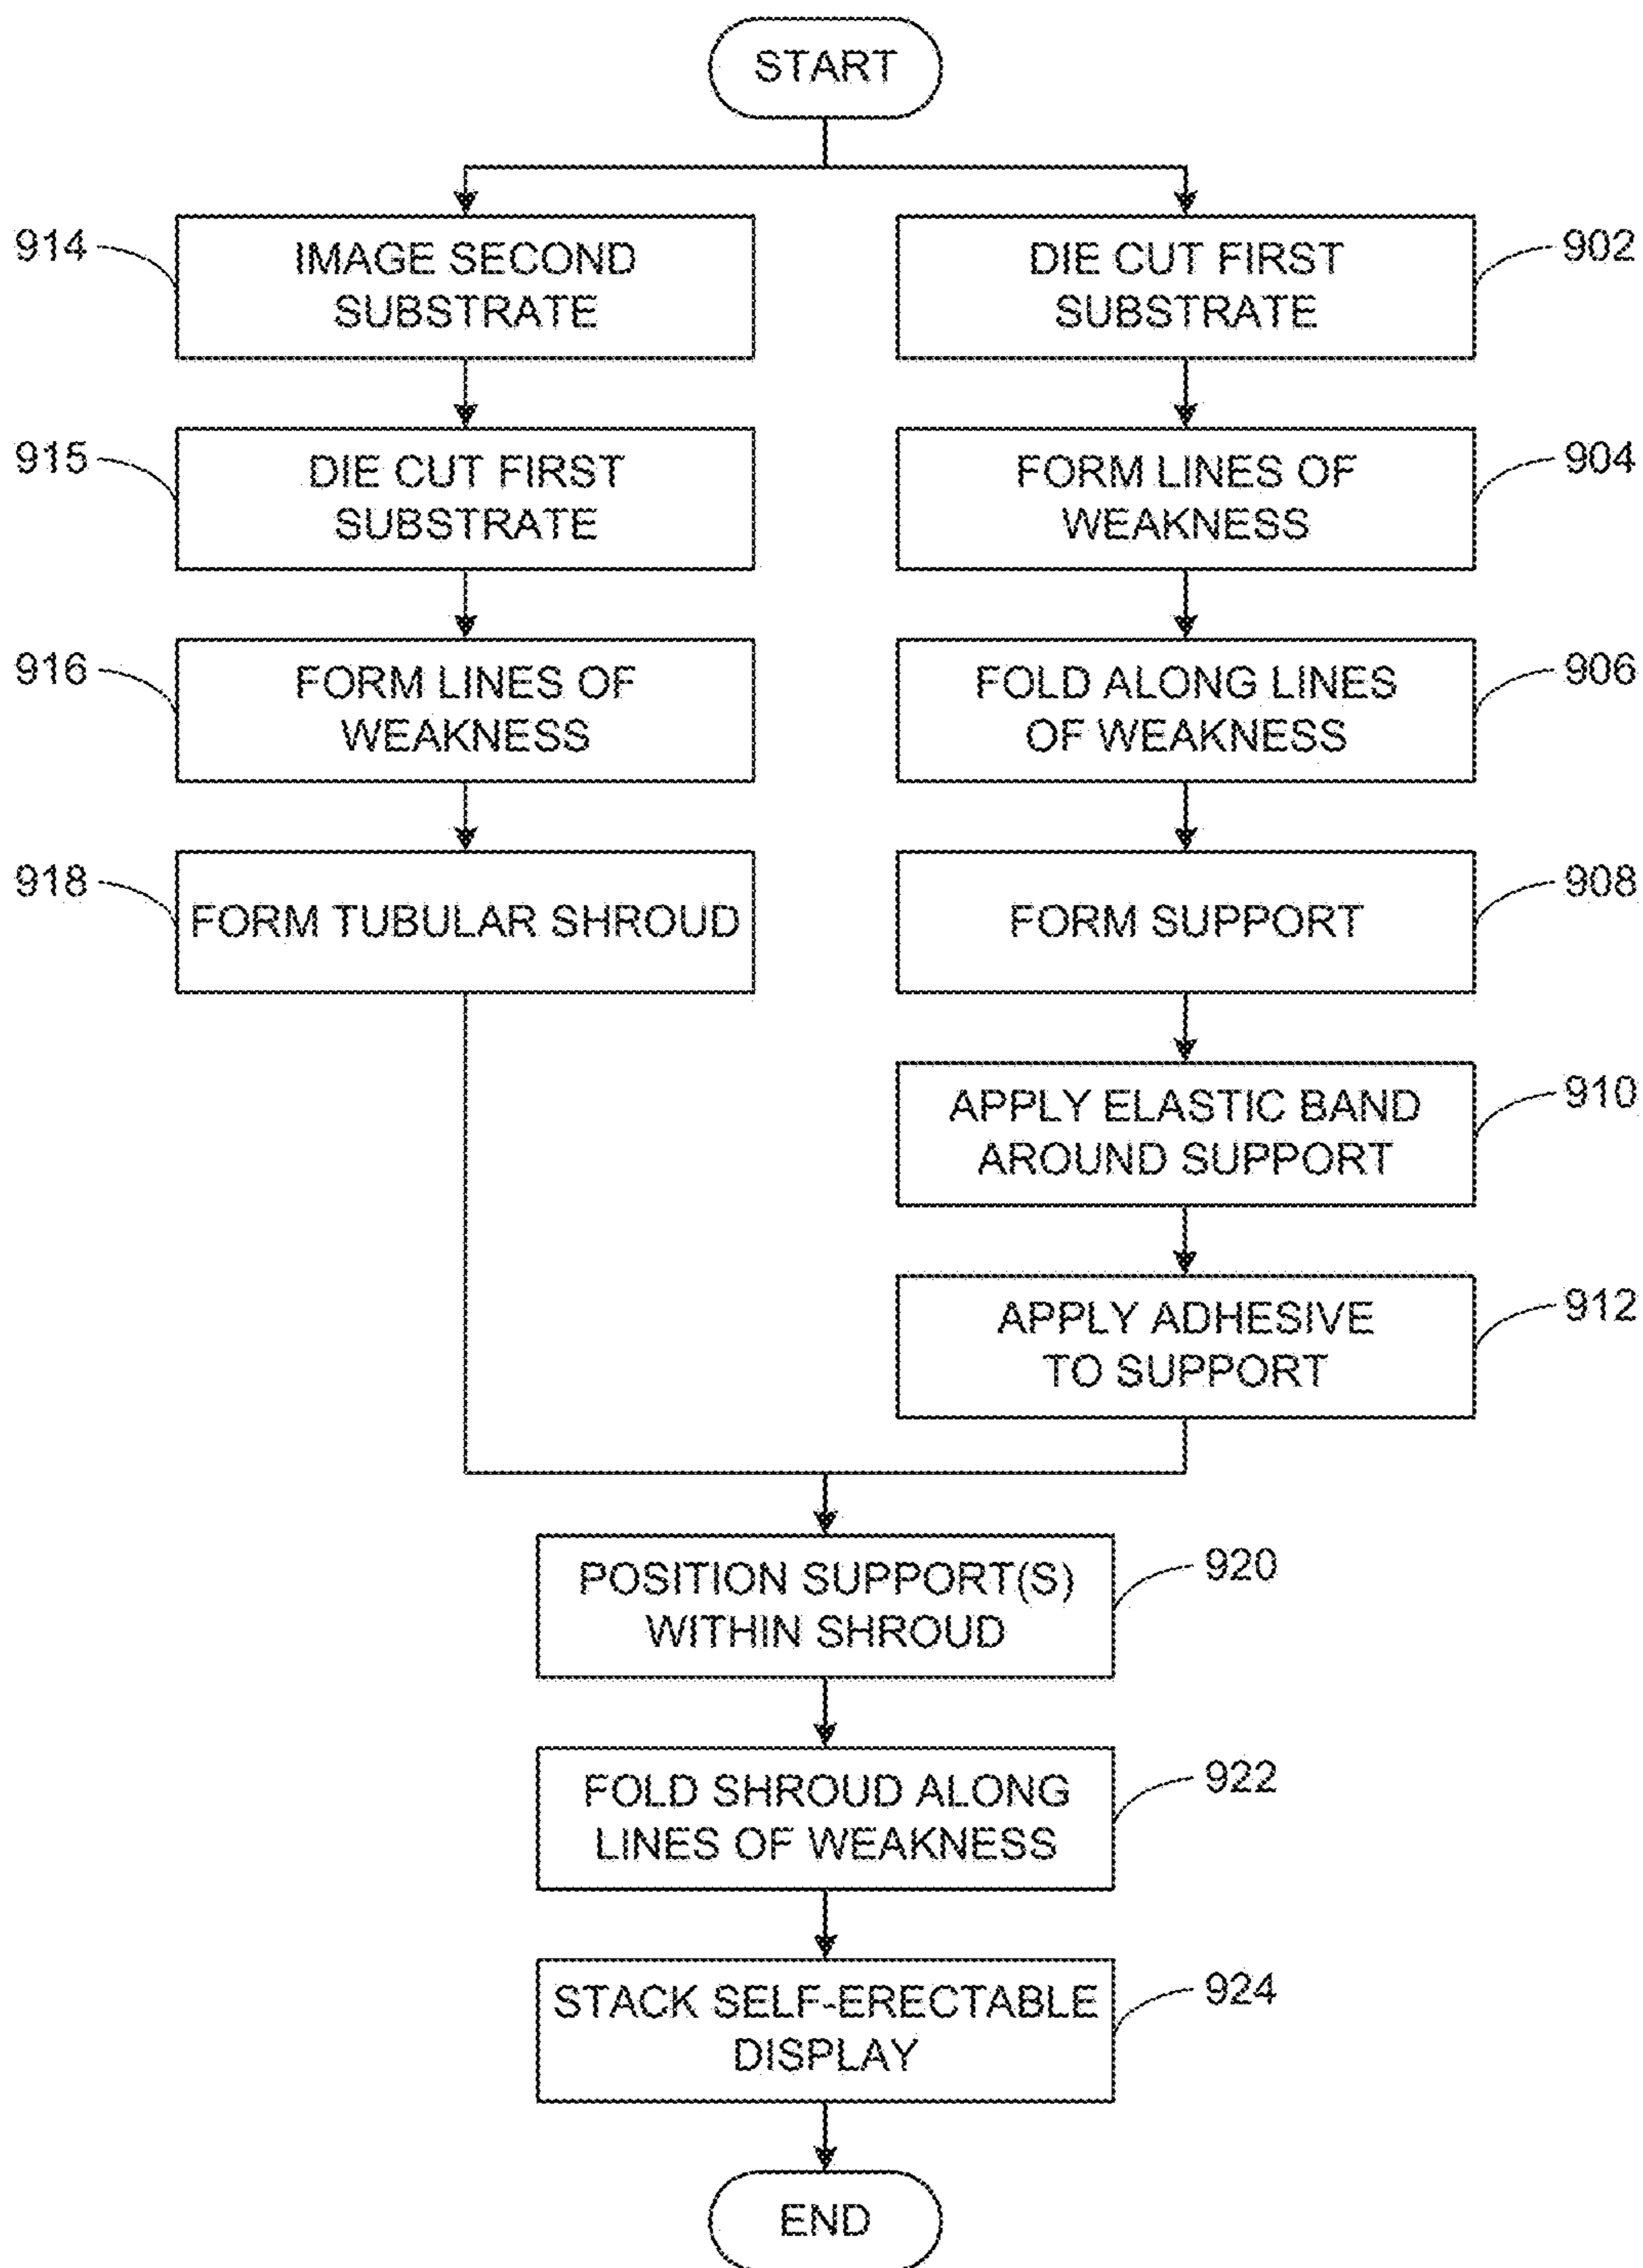 START
914
IMAGE SECOND
SUBSTRATE
DIE CUT FIRST
SUBSTRATE
902
915
DIE CUT FIRST
SUBSTRATE
FORM LINES OF
WEAKNESS
904
916
FORM LINES OF
WEAKNESS
FOLD ALONG LINES
OF WEAKNESS
906
918
FORM TUBULAR SHROUD
FORM SUPPORT
908
APPLY ELASTIC BAND
AROUND SUPPORT
910
APPLY ADHESIVE
TO SUPPORT
912
POSITION SUPPORT(S)
WITHIN SHROUD
920
FOLD SHROUD ALONG
LINES OF WEAKNESS
922
STACK SELF-ERECTABLE
DISPLAY
924
END